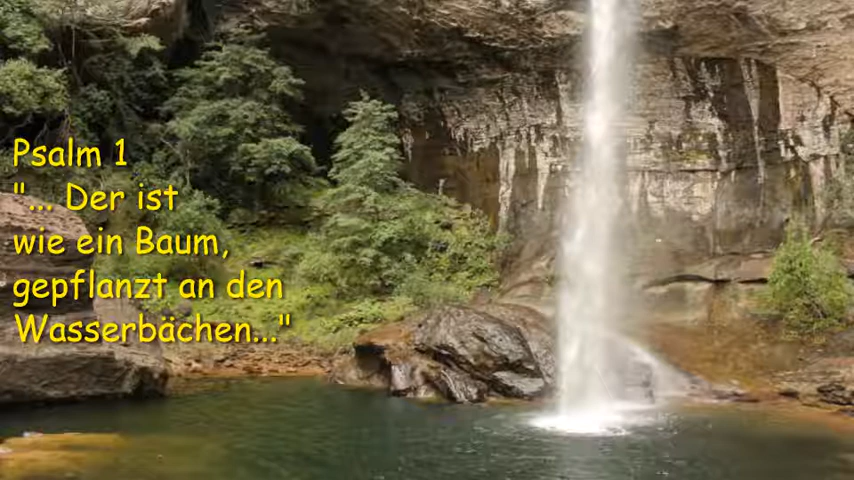 Psalm 1
"... Der ist
wie ein Baum,
gepflanzt an den
Wasserbächen..."